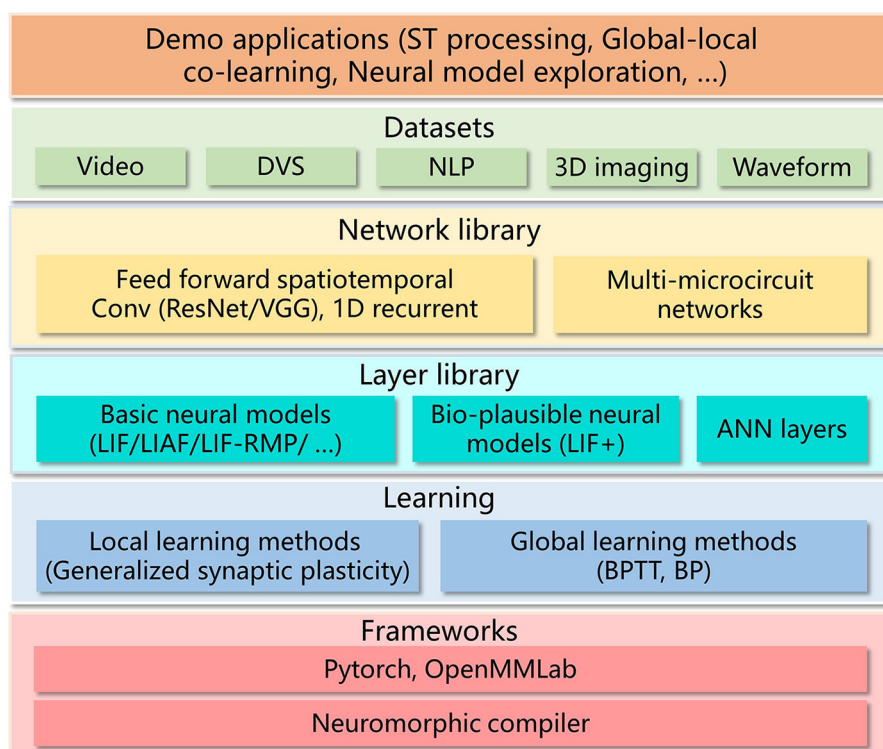 Demo applications (ST processing, Global-local
co-learning, Neural model exploration, ...)
Datasets
Video
DVS
NLP
3D imaging
Waveform
Network library
Feed forward spatiotemporal
Conv (ResNet/VGG), 1D recurrent
Multi-microcircuit
networks
Layer library
Basic neural models
(LIF/LIAF/LIF-RMP/ ...)
Bio-plausible neural
models (LIF+)
ANN layers
Learning
Local learning methods
(Generalized synaptic plasticity)
Global learning methods
(BPTT, BP)
Frameworks
Pytorch, OpenMMLab
Neuromorphic compiler